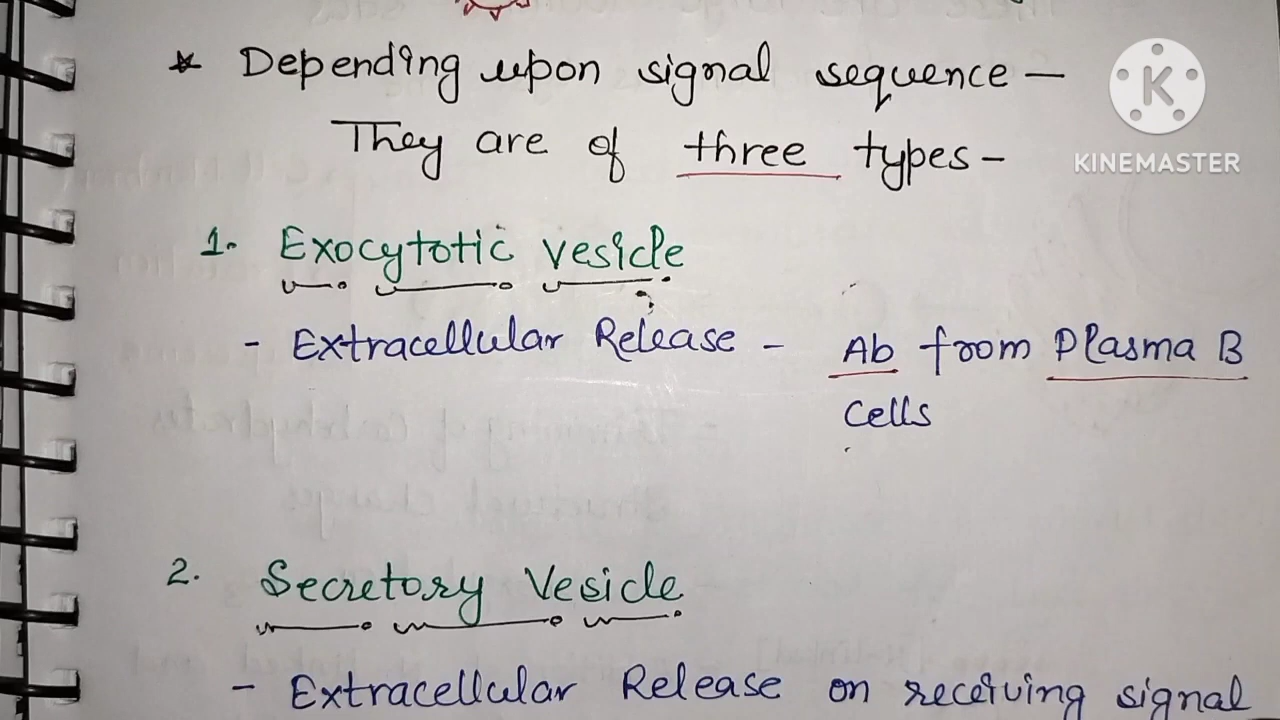 * Depending upon signal sequence —
They are of three types -
K
KINEMASTER
1. Exocytotic vesicle
- Extracellular Release - Ab from Plasma B
cells
2. Secretory Vesicle
- Extracellular Release on receiving signal